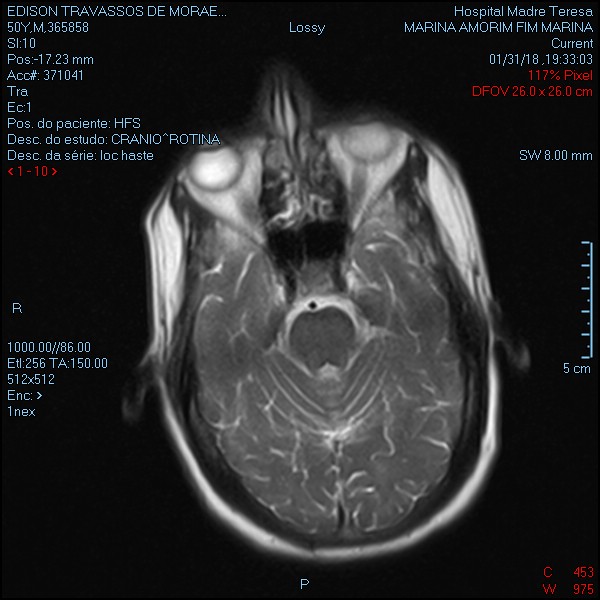 EDISON TRAVASSOS DE MORAE...
50Y,M,365858
Sl:10
Pos:-17.23 mm
Acc#: 371041
Tra
Ec:1
Pos. do paciente: HFS
Desc. do estudo: CRANIO^ROTINA
Desc. da série: loc haste
< 1 - 10 >
Lossy
Hospital Madre Teresa
MARINA AMORIM FIM MARINA
Current
01/31/18 ,19:33:03
117% Pixel
DFOV 26.0 x 26.0 cm
SW 8.00 mm
R
5 cm
1000.00//86.00
Etl:256 TA:150.00
512x512
Enc: >
1nex
P
C 453
W 975